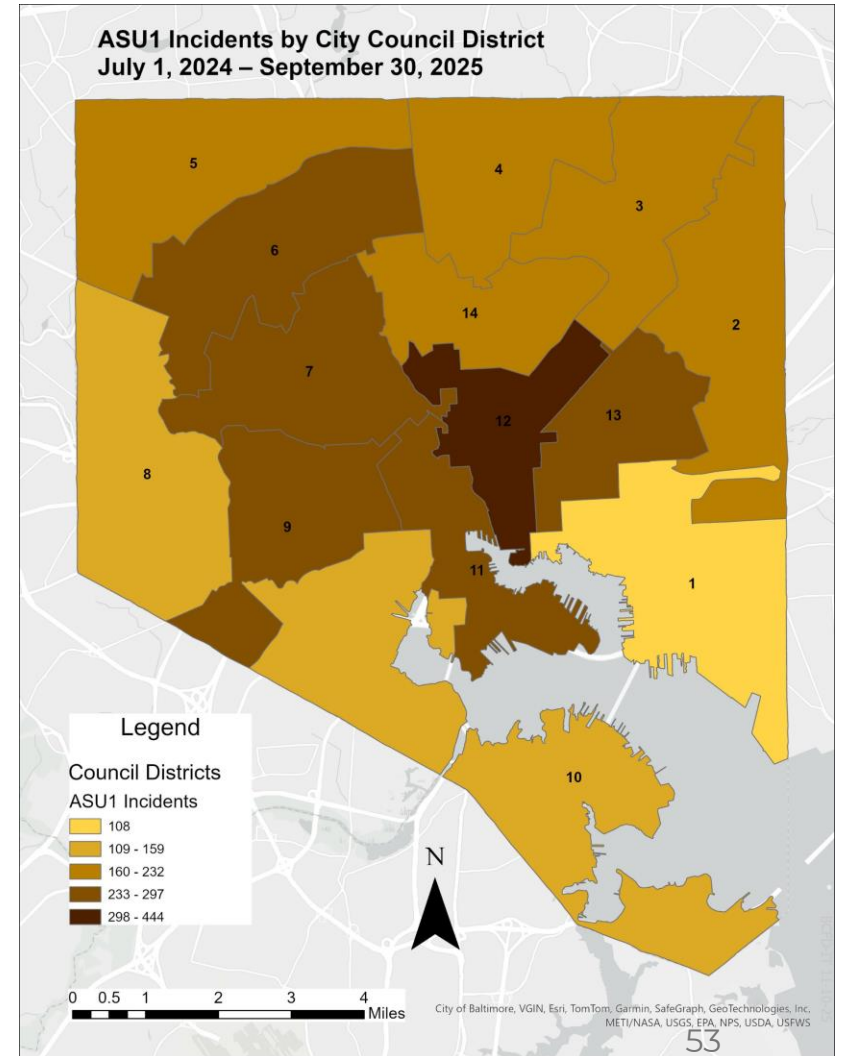 ASU1 Incidents by City Council District
July 1, 2024 – September 30, 2025
5
4
3
6
14
2
7
12
13
8
9
11
1
10
Legend
Council Districts
ASU1 Incidents
108
109 - 159
160 - 232
233 - 297
298 - 444
N
0 0.5 1 2 3 4
Miles
City of Baltimore, VGIN, Esri, TomTom, Garmin, SafeGraph, GeoTechnologies, Inc,
METI/NASA, USGS, EPA, NPS, USDA, USFWS
53